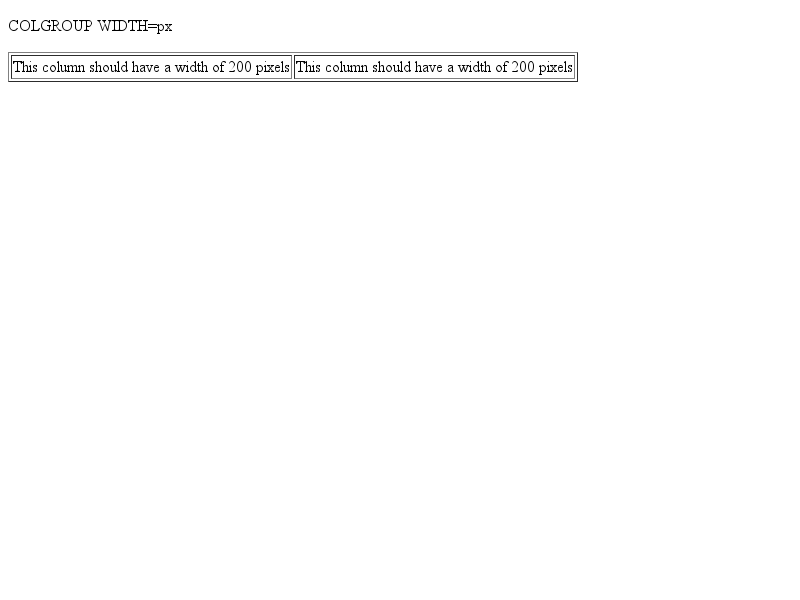 COLGROUP WIDTH=px
This column should have a width of 200 pixels This column should have a width of 200 pixels